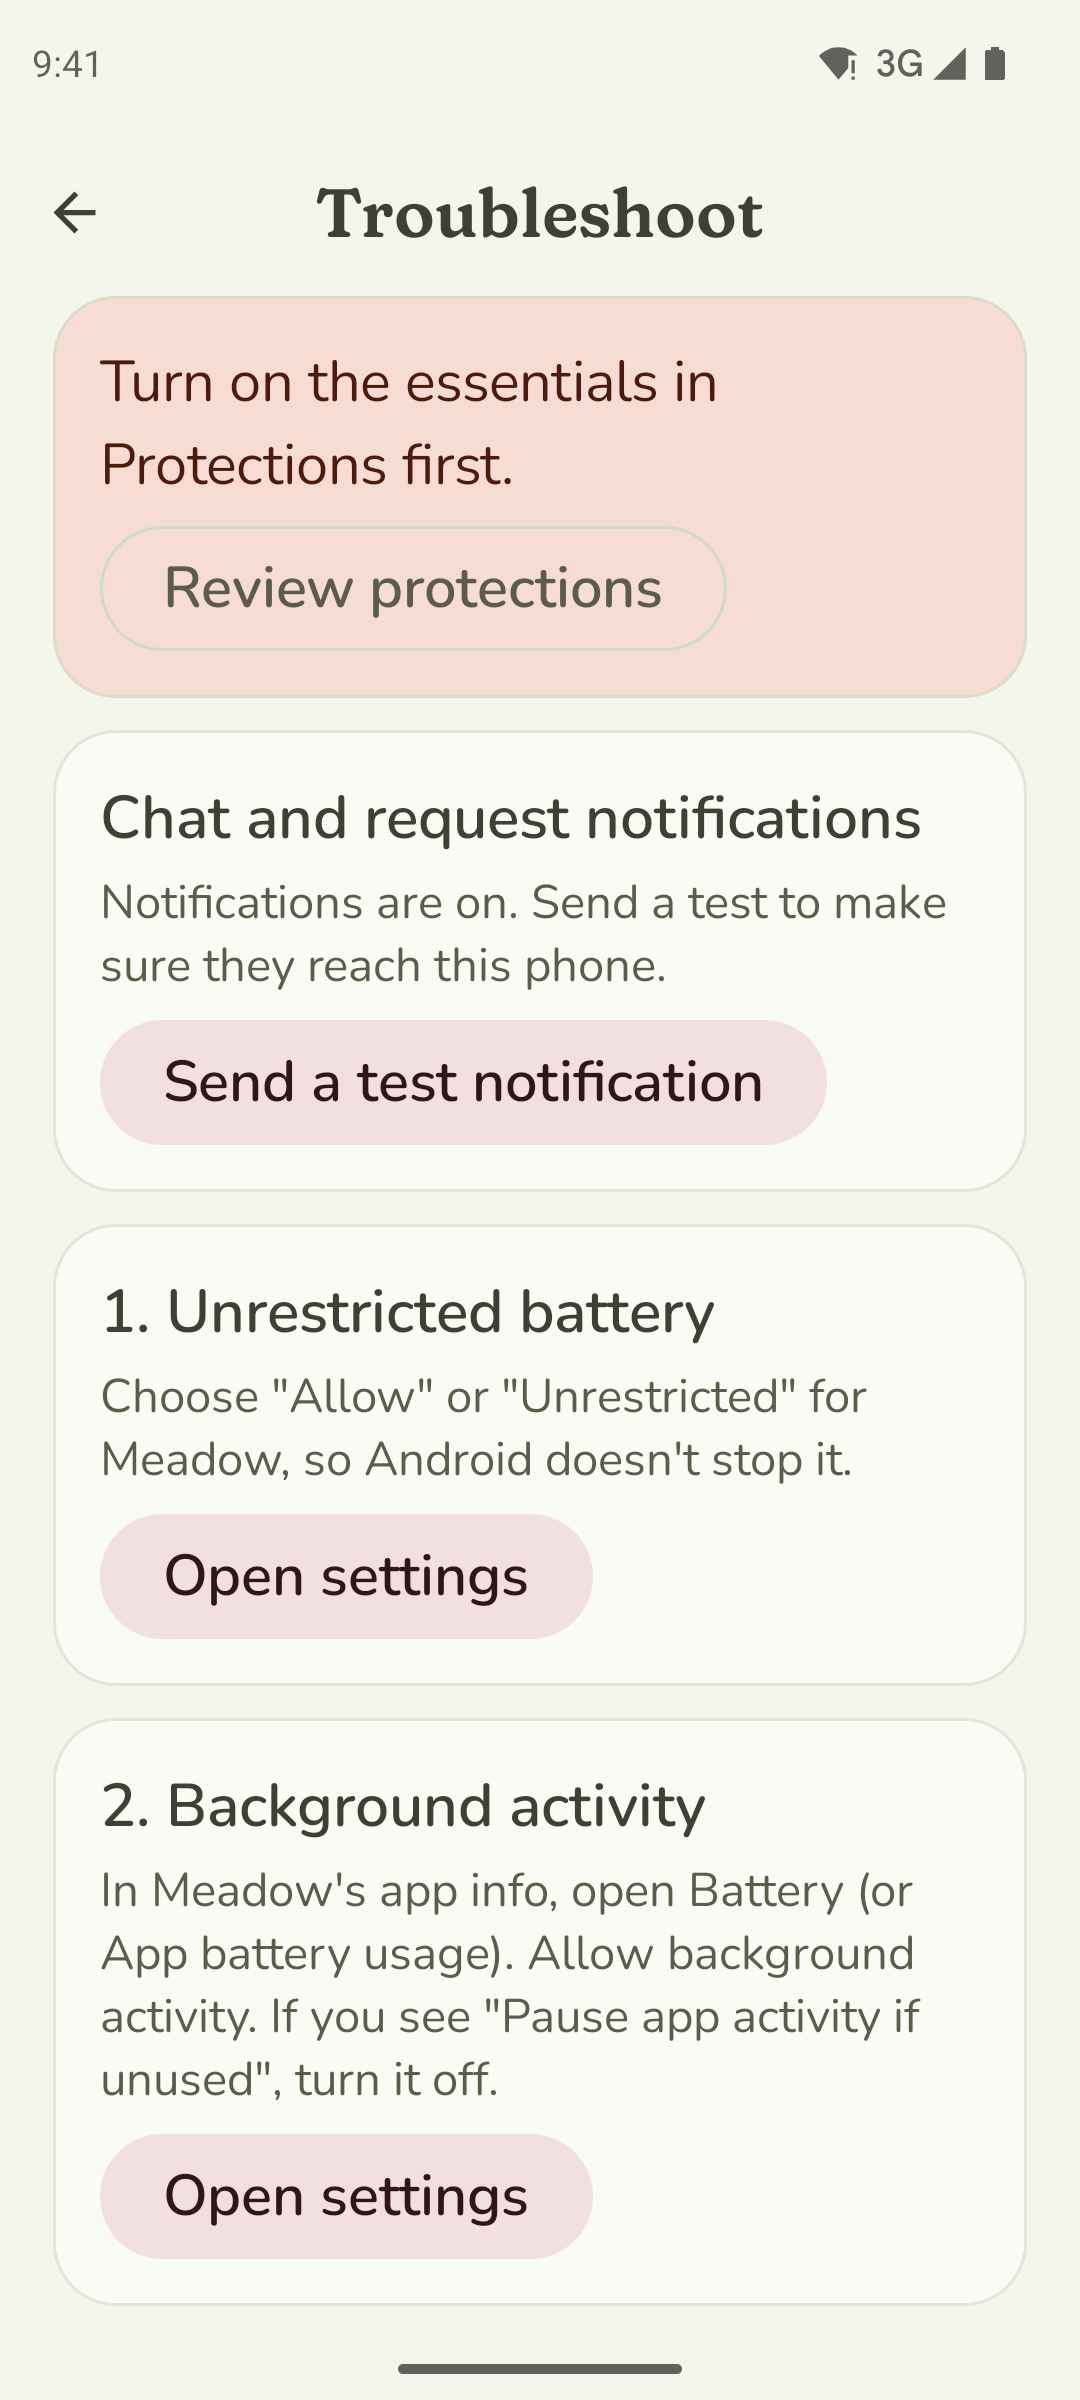 9:41
3G
Troubleshoot
Turn on the essentials in
Protections first.
Review protections
Chat and request notifications
Notifications are on. Send a test to make
sure they reach this phone.
Send a test notification
1. Unrestricted battery
Choose "Allow" or "Unrestricted" for
Meadow, so Android doesn't stop it.
Open settings
2. Background activity
In Meadow's app info, open Battery (or
App battery usage). Allow background
activity. If you see "Pause app activity if
unused", turn it off.
Open settings